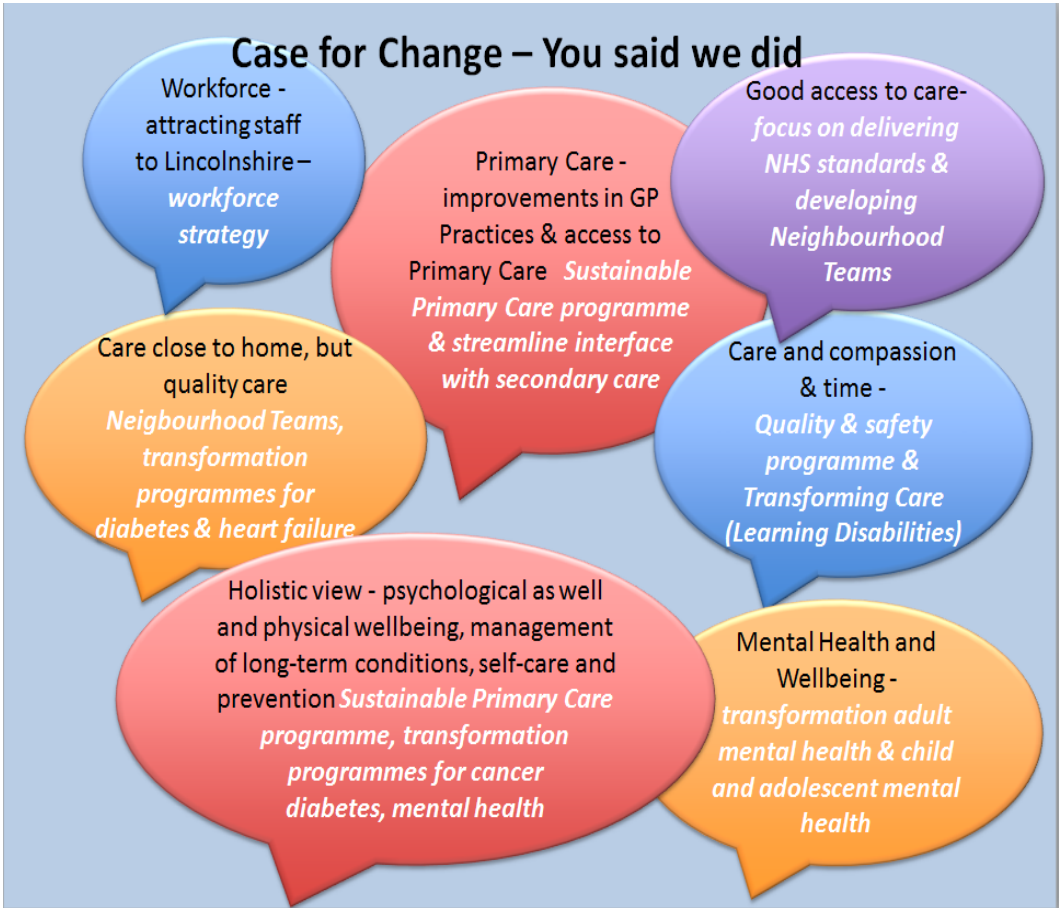 Case for Change – You said we did
Workforce -
attracting staff
to Lincolnshire –
workforce
strategy
Primary Care -
improvements in GP
Practices & access to
Primary Care Sustainable
Primary Care programme
& streamline interface
with secondary care
Good access to care-
focus on delivering
NHS standards &
developing
Neighbourhood
Teams
Care close to home, but
quality care
Neigbourhood Teams,
transformation
programmes for
diabetes & heart failure
Care and compassion
& time -
Quality & safety
programme &
Transforming Care
(Learning Disabilities)
Holistic view - psychological as well
and physical wellbeing, management
of long-term conditions, self-care and
prevention Sustainable Primary Care
programme, transformation
programmes for cancer
diabetes, mental health
Mental Health and
Wellbeing -
transformation adult
mental health & child
and adolescent mental
health